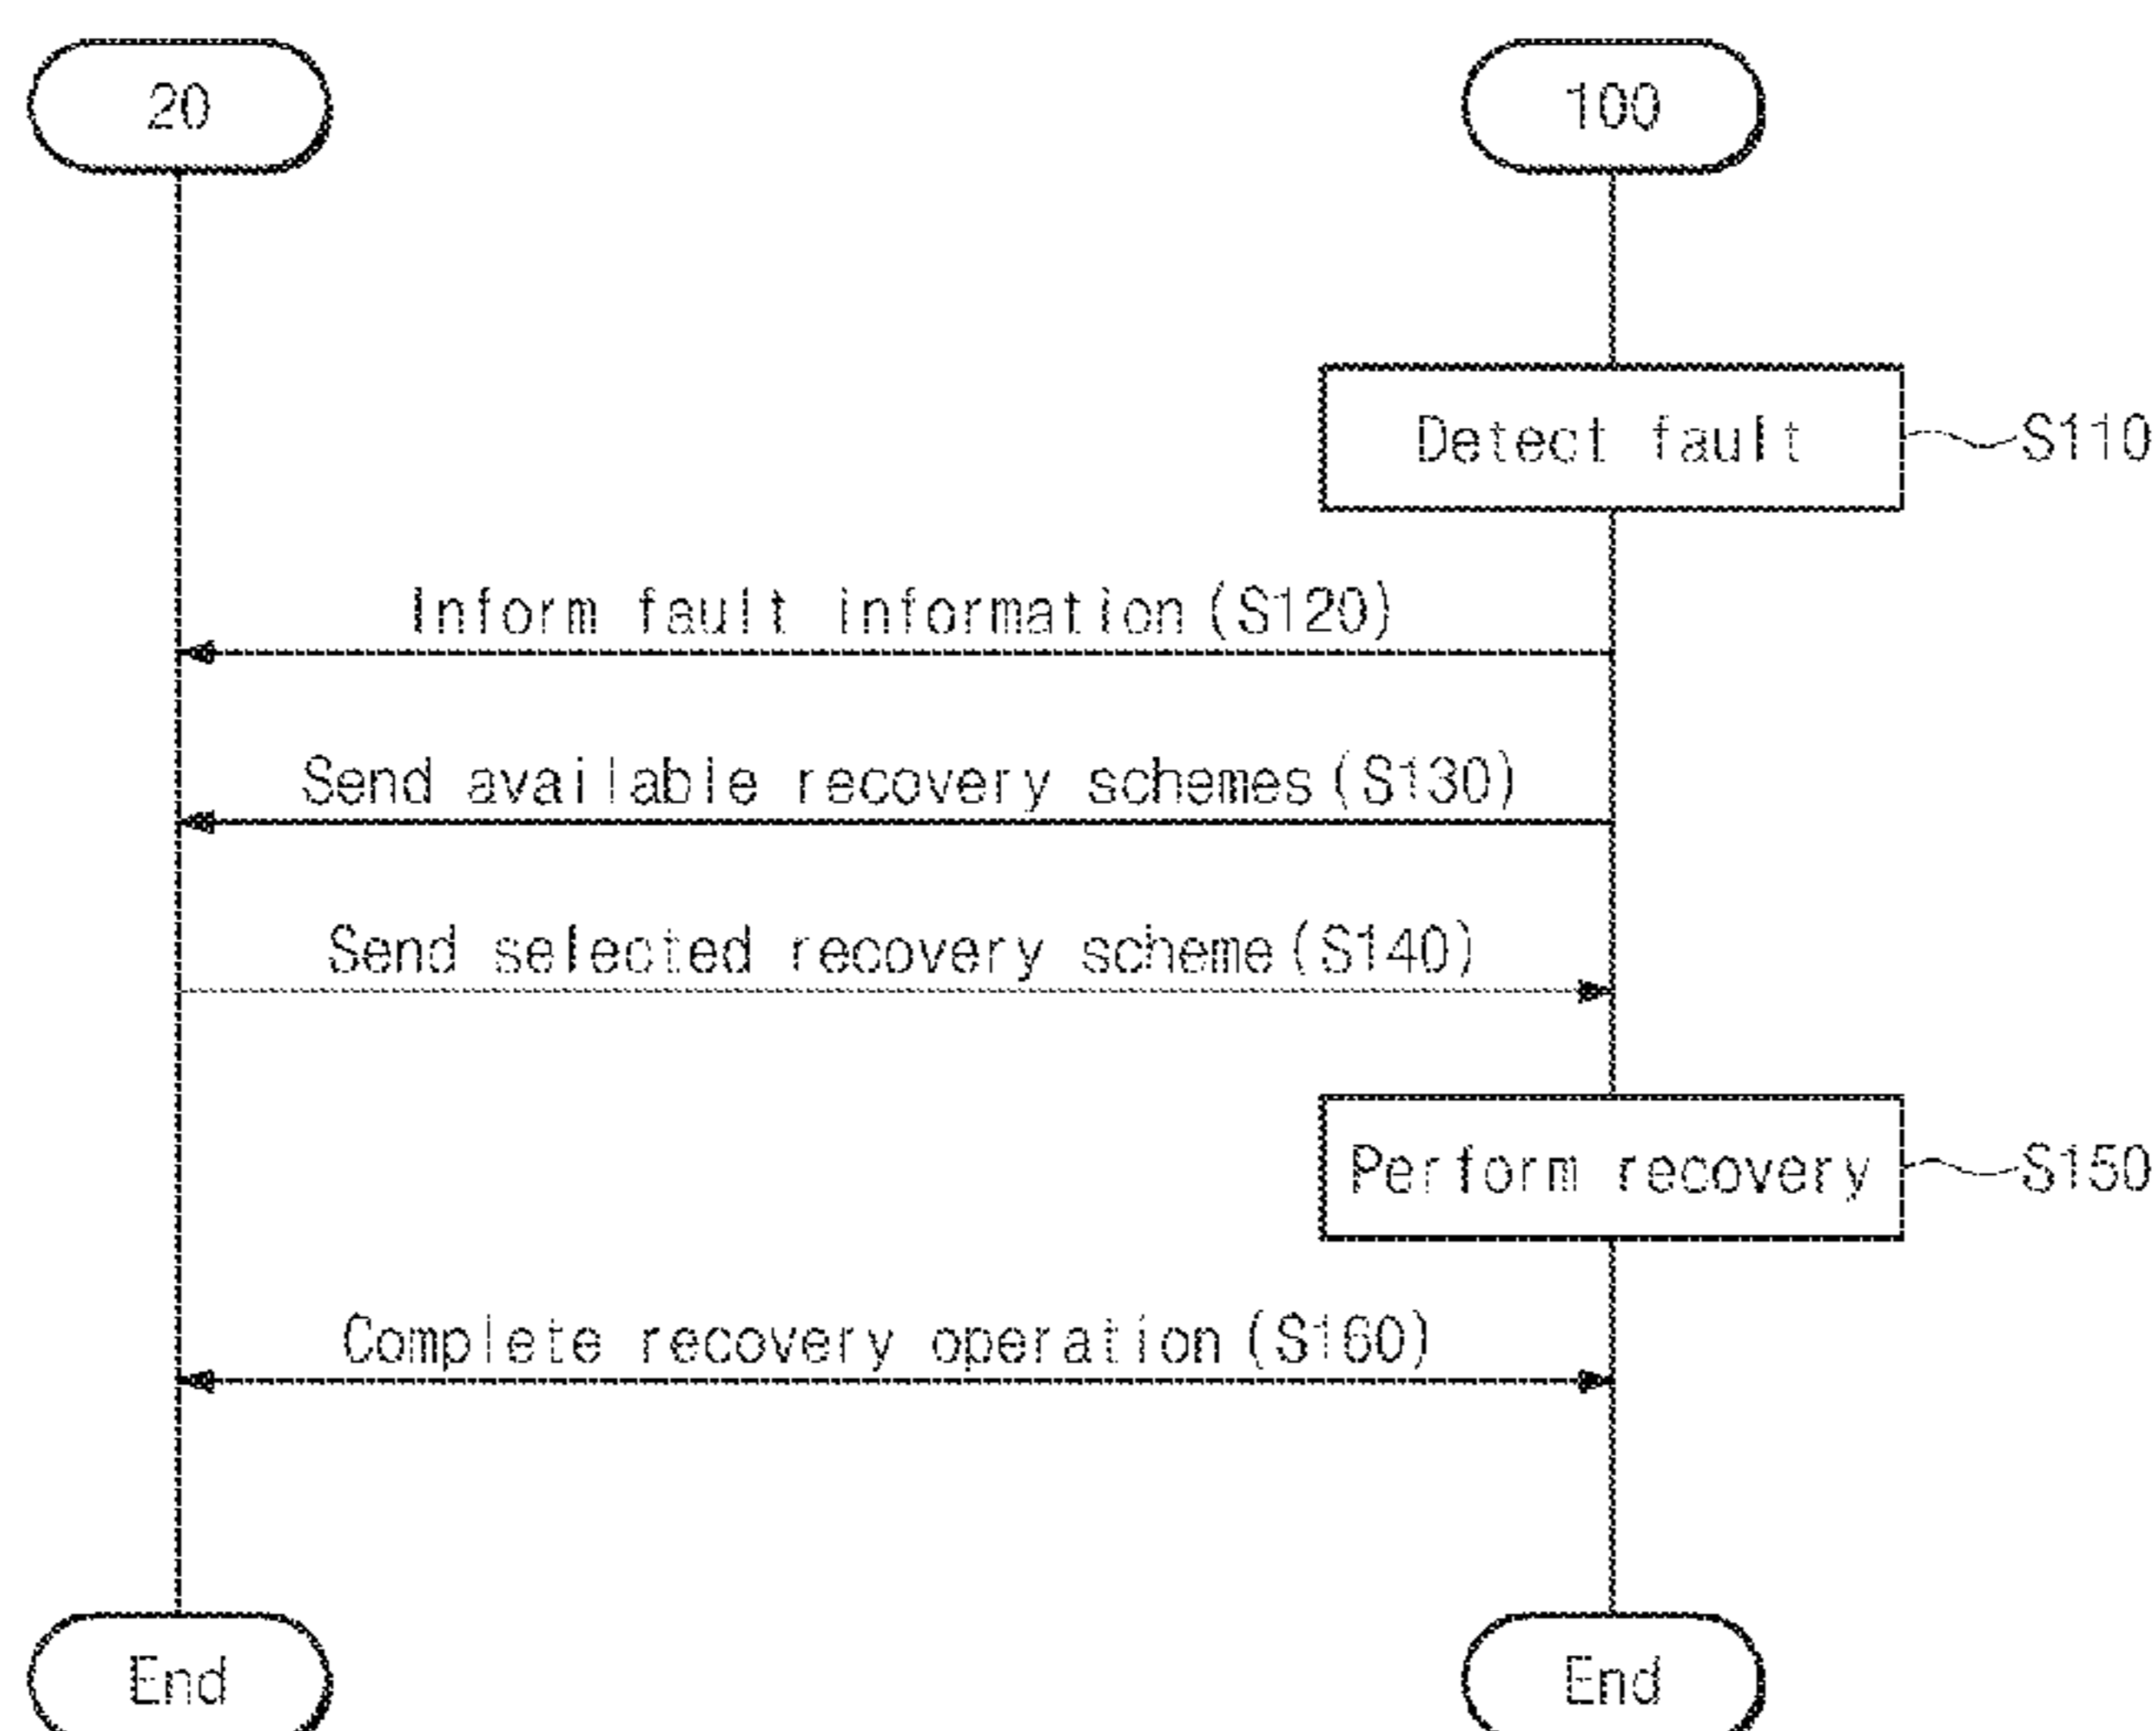 20
100
Detect fault
S110
Inform fault information(S120)
Send available recovery schemes(S130)
Send selected recovery scheme(S140)
Perform recovery
S150
Complete recovery operation(S160)
End
End